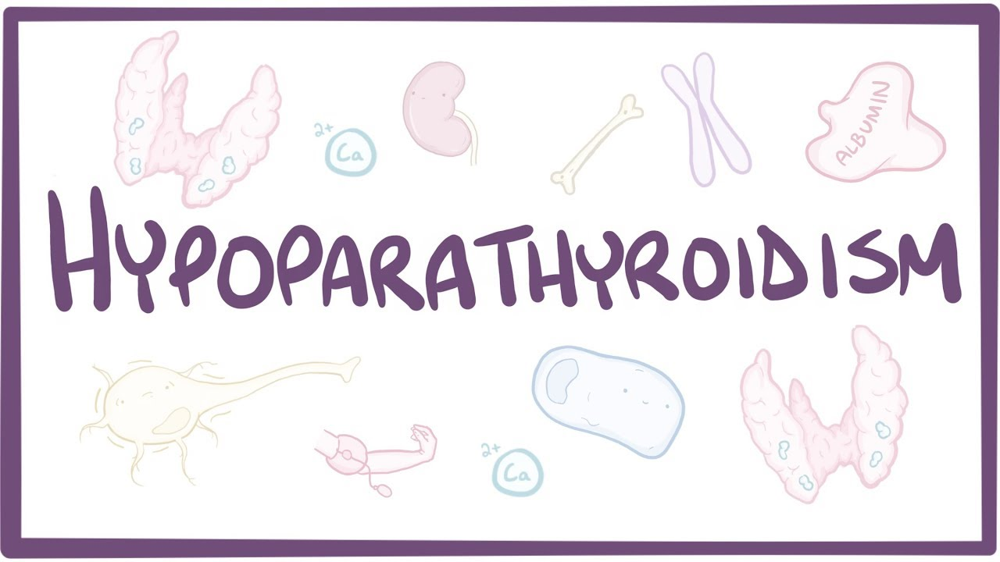 2+
Ca
ALBUMIN
HYPOPARATHYROIDISM
2+
Ca